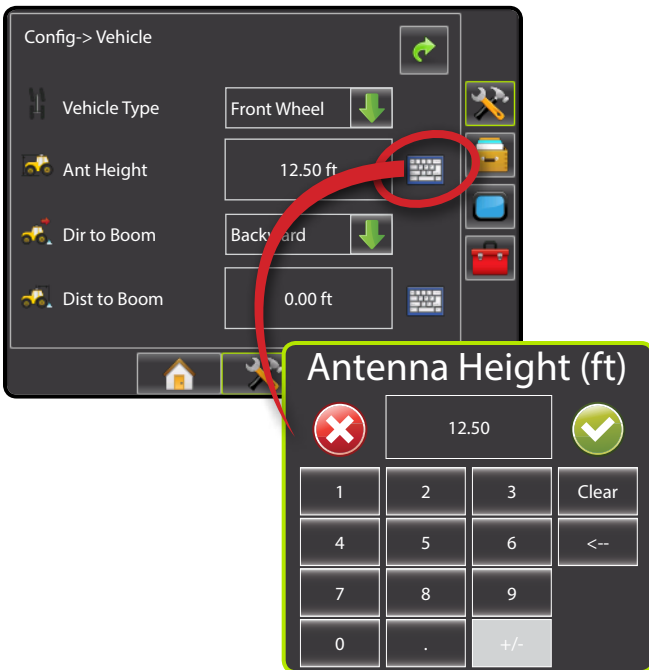 Config-> Vehicle
Vehicle Type Front Wheel
Ant Height 12.50 ft
Dir to Boom Backward
Dist to Boom 0.00 ft
Antenna Height (ft)
12.50
1 2 3 Clear
4 5 6 <--
7 8 9
0 . +/-